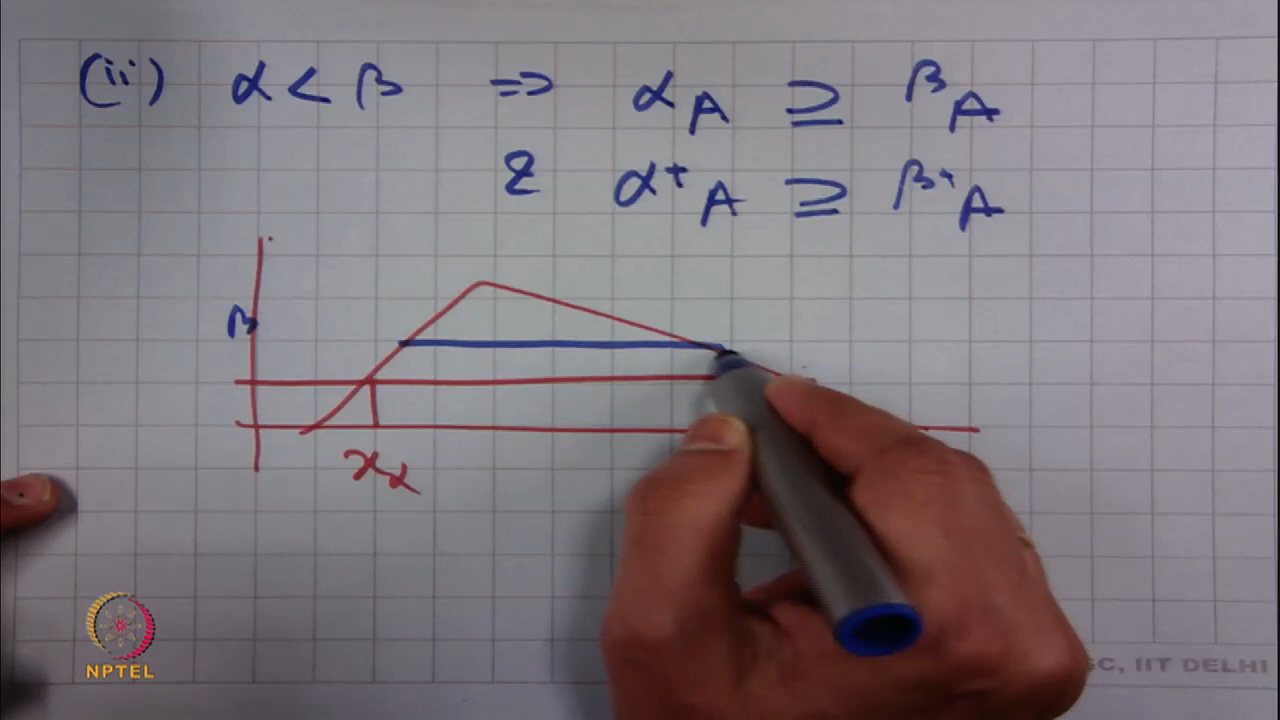 (ii) α < β ⇒ αA ⊇ βA
& α+A ⊇ β+A
β
xα
NPTEL
SC, IIT DELHI